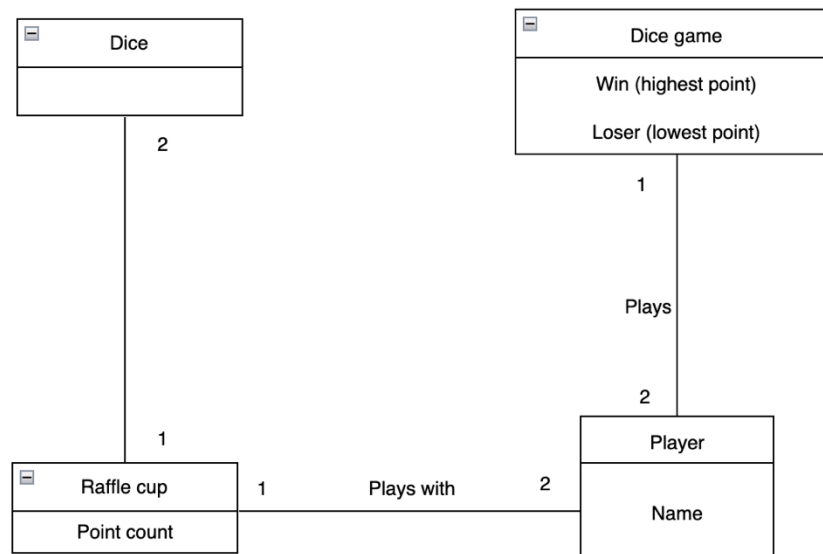 Dice
Dice game
Win (highest point)
Loser (lowest point)
2
1
Plays
2
1
Player
Raffle cup
1
Plays with
2
Point count
Name